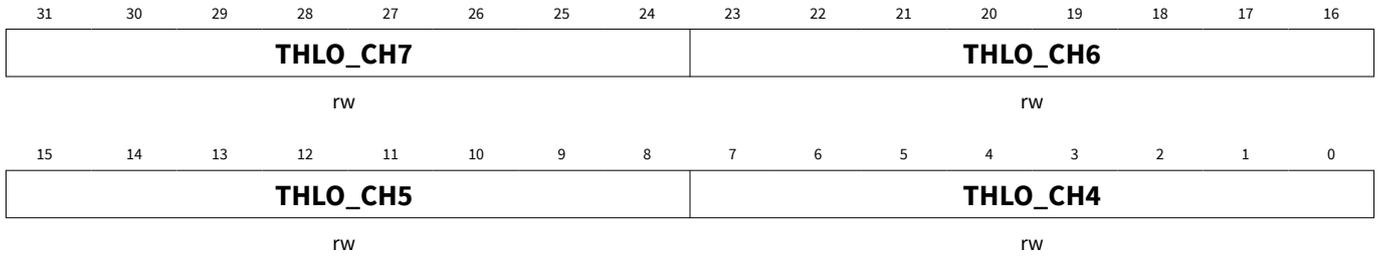 31 30 29 28 27 26 25 24 23 22 21 20 19 18 17 16
THLO_CH7 THLO_CH6
rw rw
15 14 13 12 11 10 9 8 7 6 5 4 3 2 1 0
THLO_CH5 THLO_CH4
rw rw